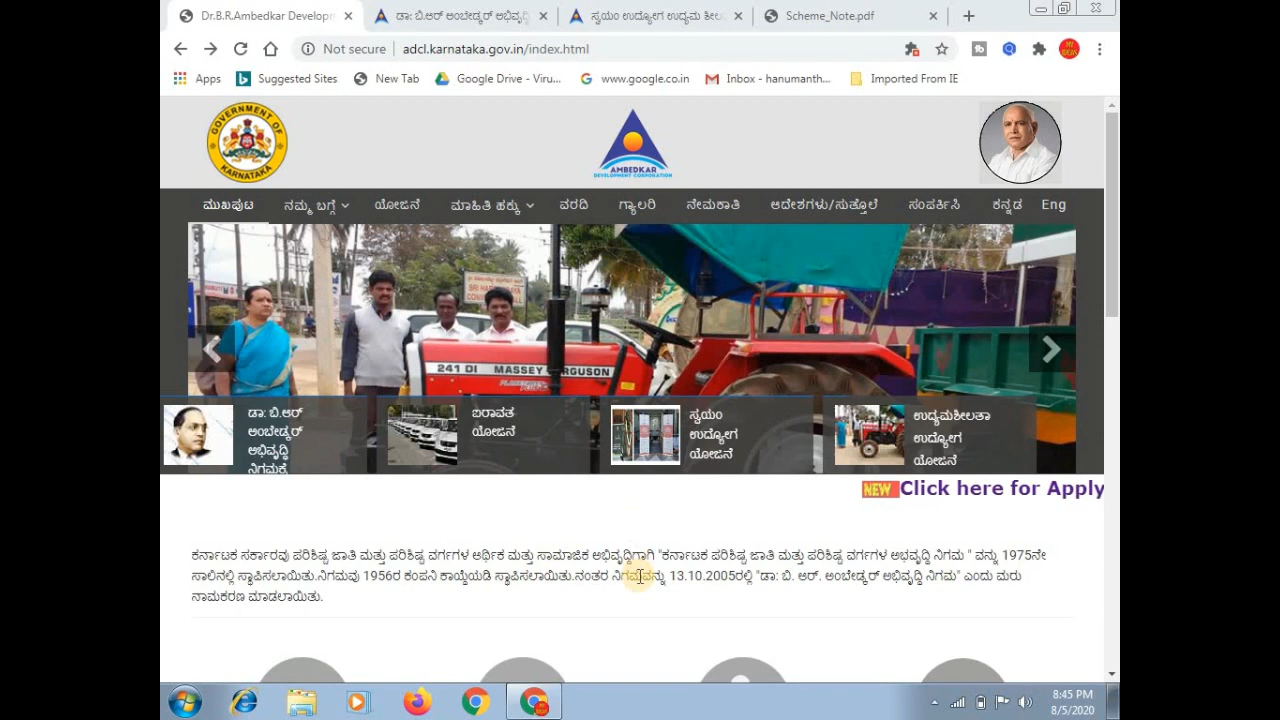 Dr.B.R.Ambedkar Developm
ಡಾ: ಬಿ.ಆರ್ ಅಂಬೇಡ್ಕರ್ ಅಭಿವೃದ್ಧಿ
ಸ್ವಯಂ ಉದ್ಯೋಗ ಉದ್ಯಮ ಶೀಲ
Scheme_Note.pdf
Not secure
adcl.karnataka.gov.in/index.html
Apps
Suggested Sites
New Tab
Google Drive - Viru...
www.google.co.in
Inbox - hanumanth...
Imported From IE
GOVERNMENT OF
KARNATAKA
AMBEDKAR
DEVELOPMENT CORPORATION
ಮುಖಪುಟ
ನಮ್ಮ ಬಗ್ಗೆ
ಯೋಜನೆ
ಮಾಹಿತಿ ಹಕ್ಕು
ವರದಿ
ಗ್ಯಾಲರಿ
ನೇಮಕಾತಿ
ಆದೇಶಗಳು/ಸುತ್ತೋಲೆ
ಸಂಪರ್ಕಿಸಿ
ಕನ್ನಡ
Eng
241 DI MASSEY FERGUSON
ಡಾ: ಬಿ.ಆರ್
ಅಂಬೇಡ್ಕರ್
ಅಭಿವೃದ್ಧಿ
ನಿಗಮಕ್ಕೆ
ಐರಾವತ
ಯೋಜನೆ
ಸ್ವಯಂ
ಉದ್ಯೋಗ
ಯೋಜನೆ
ಉದ್ಯಮಶೀಲತಾ
ಉದ್ಯೋಗ
ಯೋಜನೆ
NEW Click here for Apply
ಕರ್ನಾಟಕ ಸರ್ಕಾರವು ಪರಿಶಿಷ್ಟ ಜಾತಿ ಮತ್ತು ಪರಿಶಿಷ್ಟ ವರ್ಗಗಳ ಆರ್ಥಿಕ ಮತ್ತು ಸಾಮಾಜಿಕ ಅಭಿವೃದ್ಧಿಗಾಗಿ "ಕರ್ನಾಟಕ ಪರಿಶಿಷ್ಟ ಜಾತಿ ಮತ್ತು ಪರಿಶಿಷ್ಟ ವರ್ಗಗಳ ಅಭವೃದ್ದಿ ನಿಗಮ " ವನ್ನು 1975ನೇ
ಸಾಲಿನಲ್ಲಿ ಸ್ಥಾಪಿಸಲಾಯಿತು.ನಿಗಮವು 1956ರ ಕಂಪನಿ ಕಾಯ್ದೆಯಡಿ ಸ್ಥಾಪಿಸಲಾಯಿತು.ನಂತರ ನಿಗಮವನ್ನು 13.10.2005ರಲ್ಲಿ "ಡಾ: ಬಿ. ಆರ್. ಅಂಬೇಡ್ಕರ್ ಅಭಿವೃದ್ಧಿ ನಿಗಮ" ಎಂದು ಮರು
ನಾಮಕರಣ ಮಾಡಲಾಯಿತು.
8:45 PM
8/5/2020